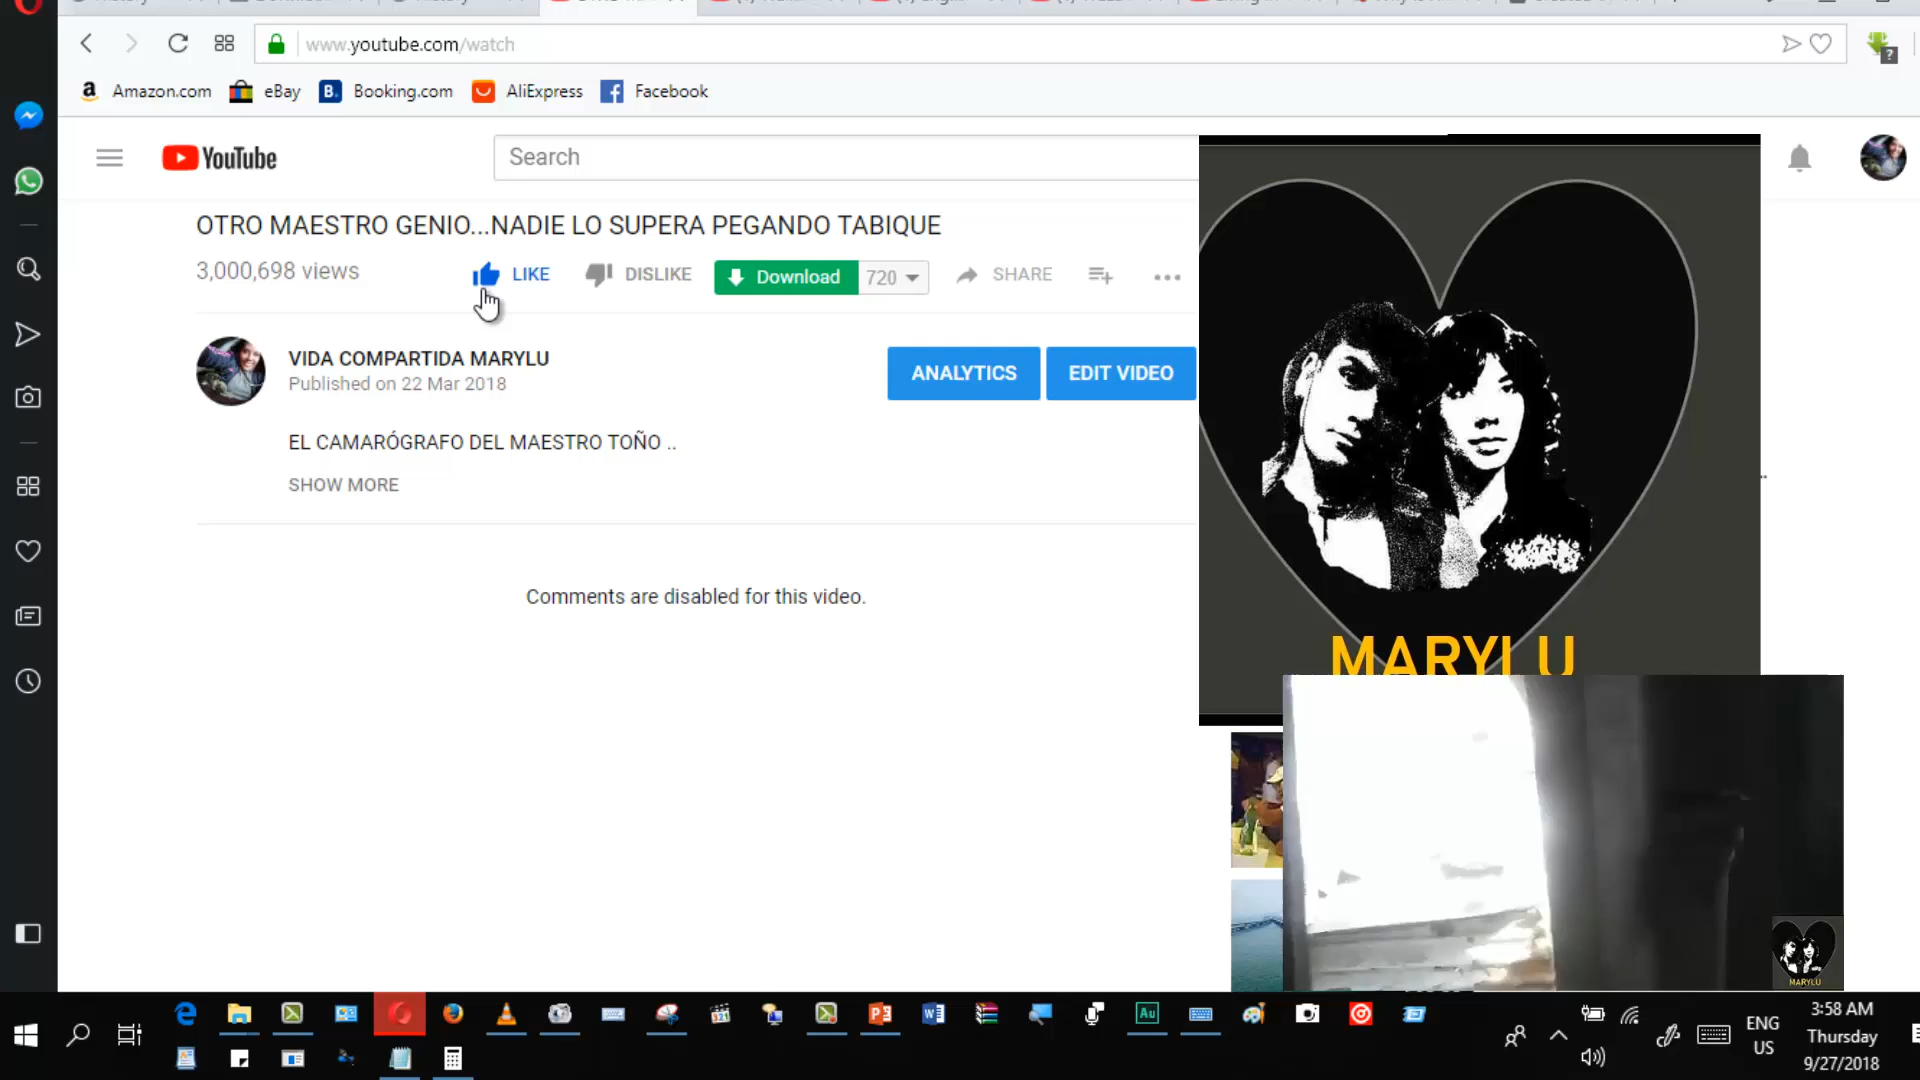 www.youtube.com/watch
Amazon.com eBay Booking.com AliExpress Facebook
YouTube
Search
OTRO MAESTRO GENIO...NADIE LO SUPERA PEGANDO TABIQUE
3,000,698 views
LIKE DISLIKE Download 720 SHARE
VIDA COMPARTIDA MARYLU
Published on 22 Mar 2018
ANALYTICS EDIT VIDEO
EL CAMARÓGRAFO DEL MAESTRO TOÑO ..
SHOW MORE
Comments are disabled for this video.
MARYLU
MARYLU
ENG
US
3:58 AM
Thursday
9/27/2018